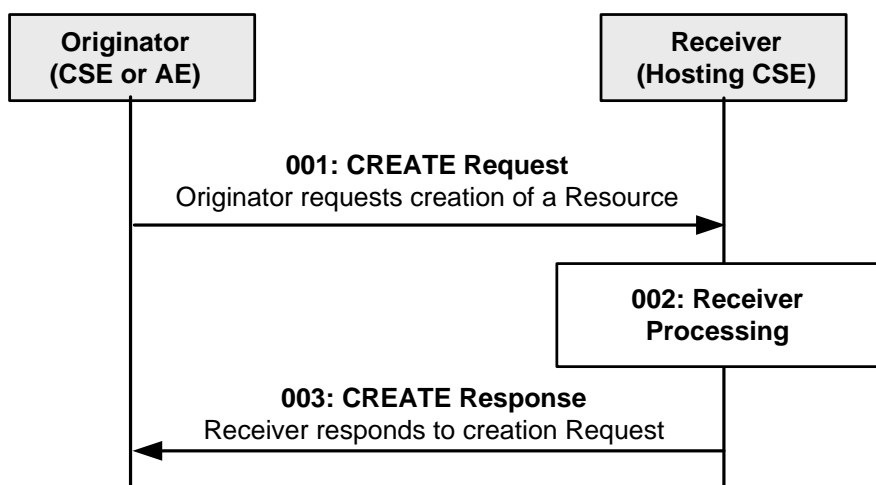 Originator
(CSE or AE)
Receiver
(Hosting CSE)
001: CREATE Request
Originator requests creation of a Resource
002: Receiver
Processing
003: CREATE Response
Receiver responds to creation Request